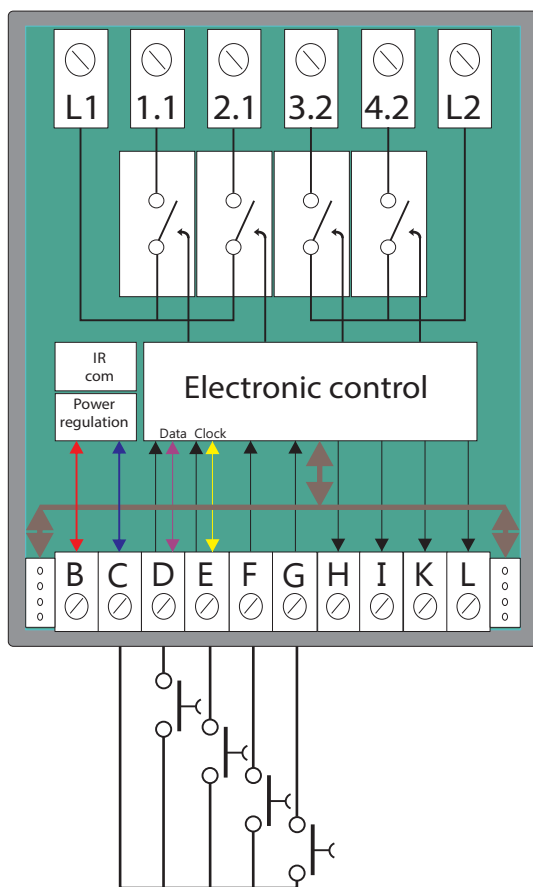 L1 1.1 2.1 3.2 4.2 L2
IR
com
Power
regulation
Electronic control
Data Clock
B C D E F G H I K L